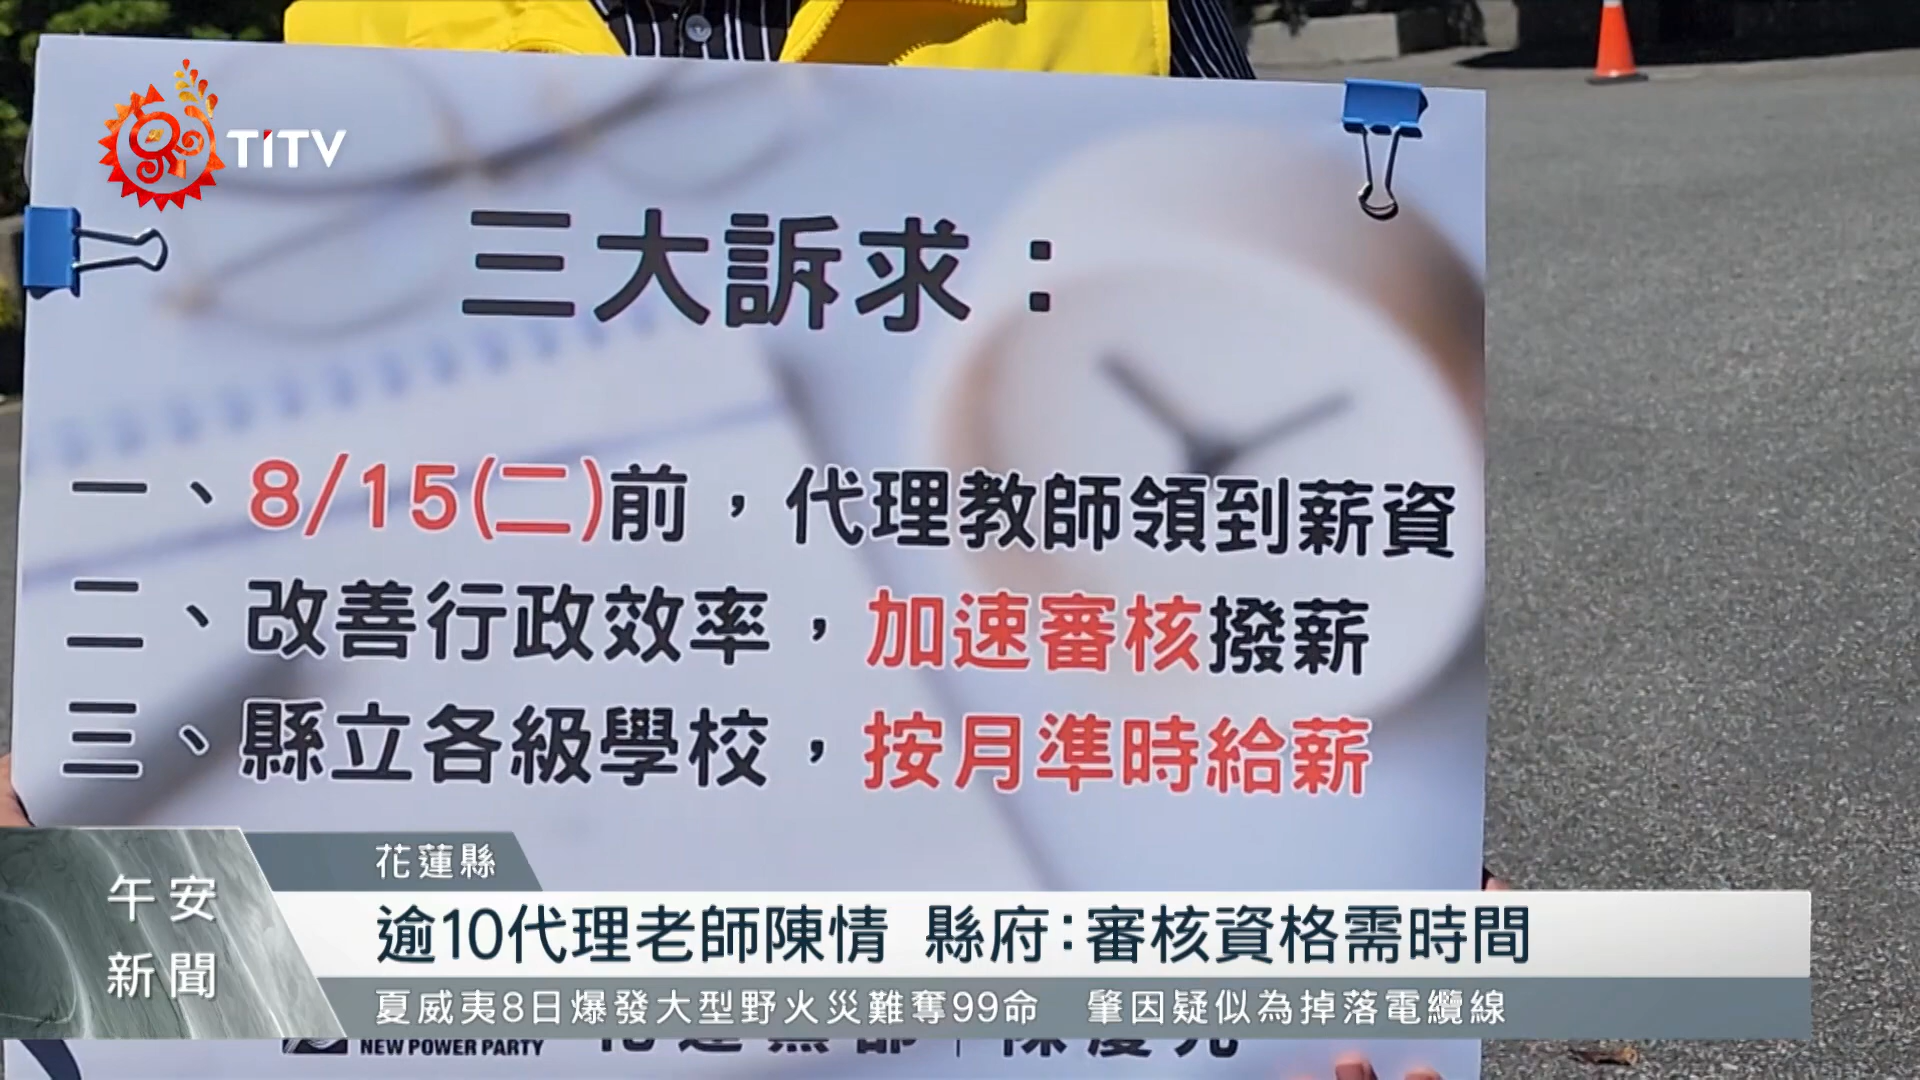 TiTV
三大訴求：
一、8/15(二)前，代理教師領到薪資
二、改善行政效率，加速審核撥薪
三、縣立各級學校，按月準時給薪
花蓮縣
午安
新聞
逾10代理老師陳情 縣府：審核資格需時間
夏威夷8日爆發大型野火災難奪99命 肇因疑似為掉落電纜線
NEW POWER PARTY